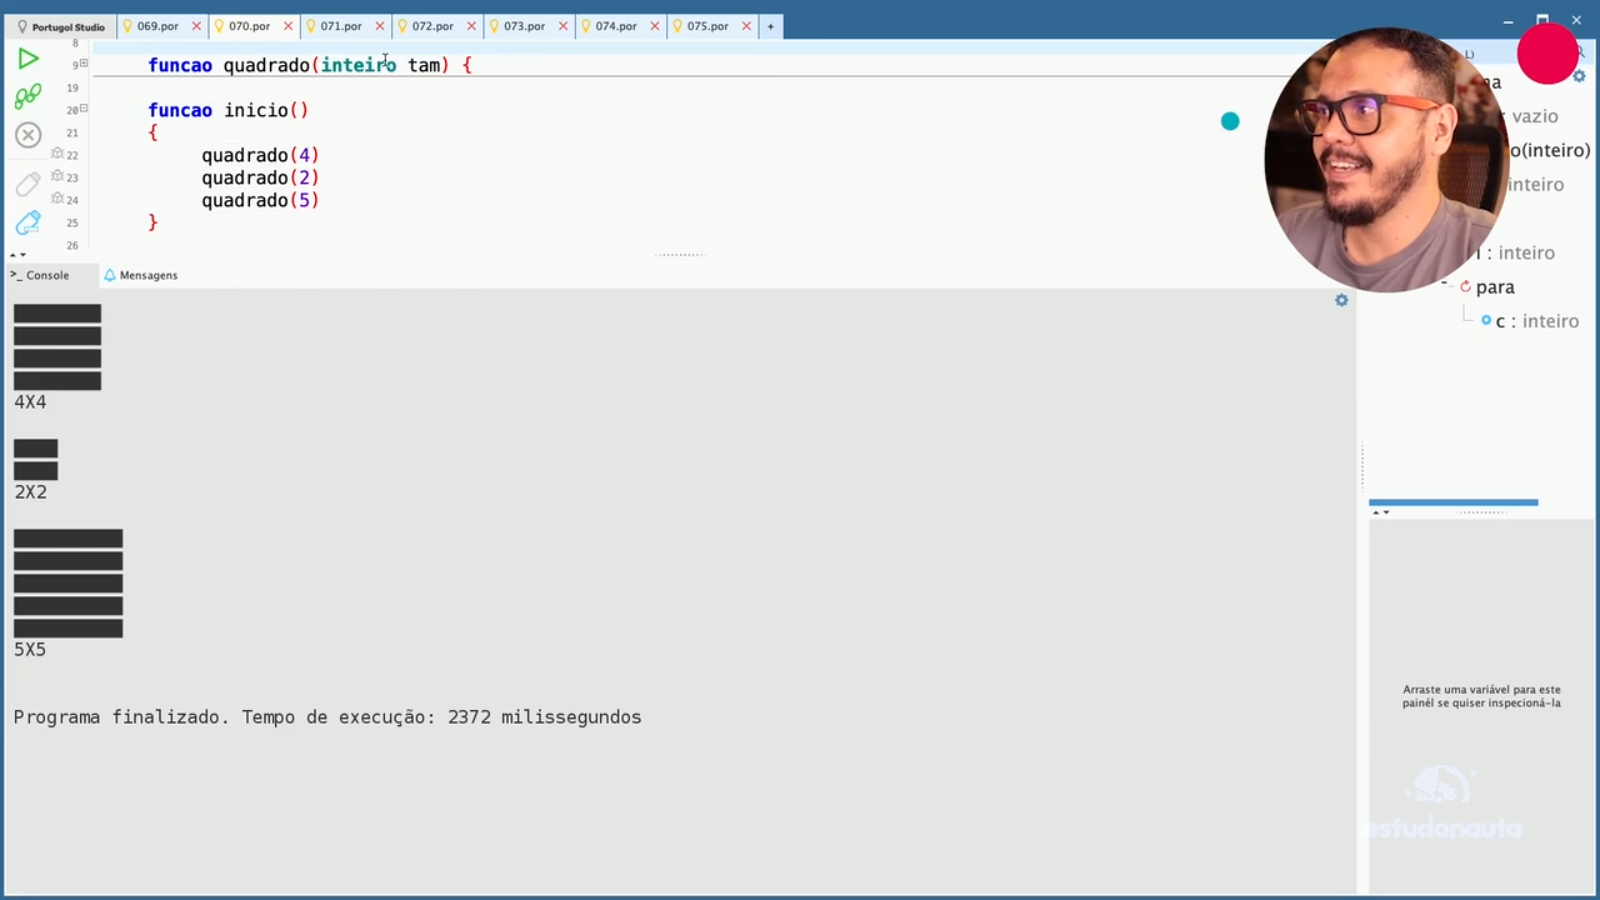 Portugol Studio
069.por
070.por
071.por
072.por
073.por
074.por
075.por
+
8
9 funcao quadrado(inteiro tam) {
19
20 funcao inicio()
21 {
22 quadrado(4)
23 quadrado(2)
24 quadrado(5)
25 }
26
vazio
o(inteiro)
inteiro
: inteiro
para
c : inteiro
>_ Console
Mensagens
4X4
2X2
5X5
Programa finalizado. Tempo de execução: 2372 milissegundos
Arraste uma variável para este
painél se quiser inspecioná-la
estudonauta